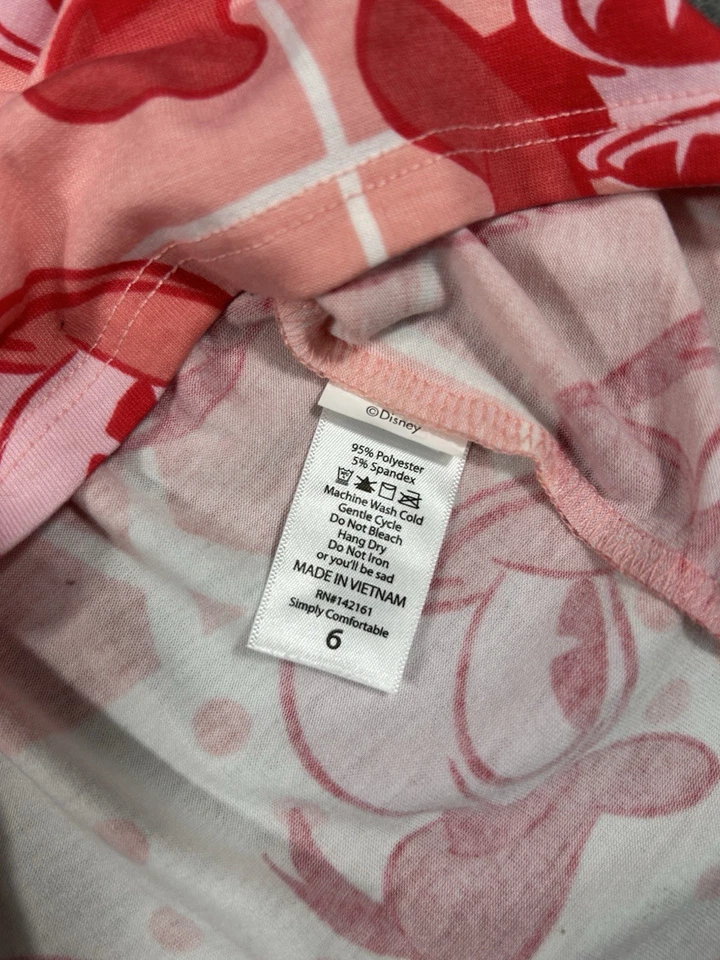 ©Disney
95% Polyester
5% Spandex
Machine Wash Cold
Gentle Cycle
Do Not Bleach
Hang Dry
Do Not Iron
or you'll be sad
MADE IN VIETNAM
RN#142161
Simply Comfortable
6